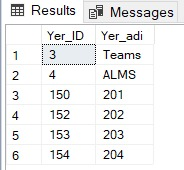 Results Messages
Yer_ID Yer_adi
1 3 Teams
2 4 ALMS
3 150 201
4 152 202
5 153 203
6 154 204